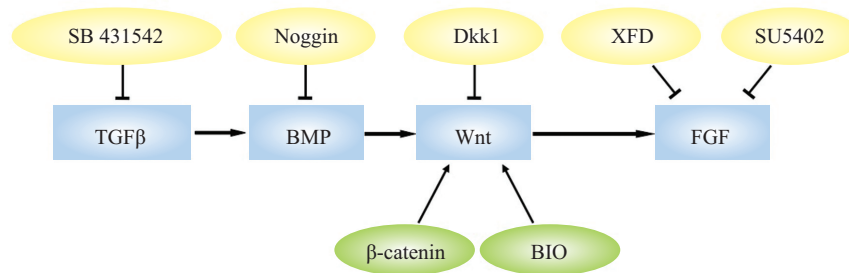 SB 431542
Noggin
Dkk1
XFD
SU5402
TGFβ
BMP
Wnt
FGF
β-catenin
BIO